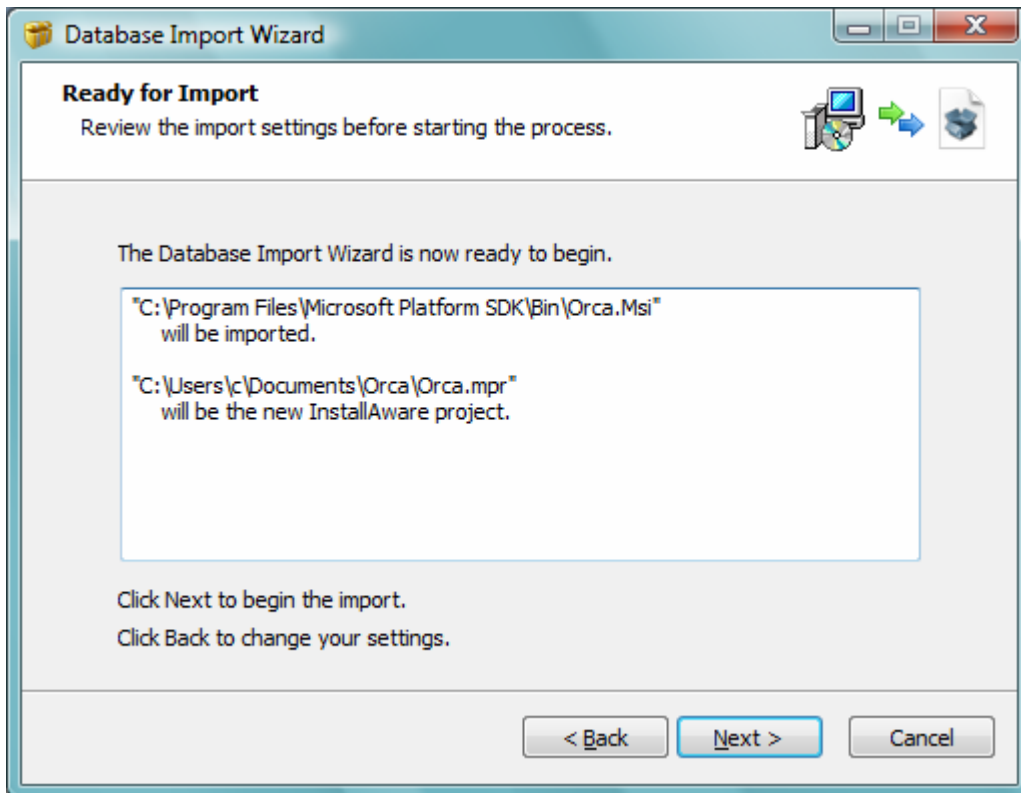 Database Import Wizard
Ready for Import
Review the import settings before starting the process.
The Database Import Wizard is now ready to begin.
"C:\Program Files\Microsoft Platform SDK\Bin\Orca.Msi"
will be imported.
"C:\Users\c\Documents\Orca\Orca.mpr"
will be the new InstallAware project.
Click Next to begin the import.
Click Back to change your settings.
< Back
Next >
Cancel